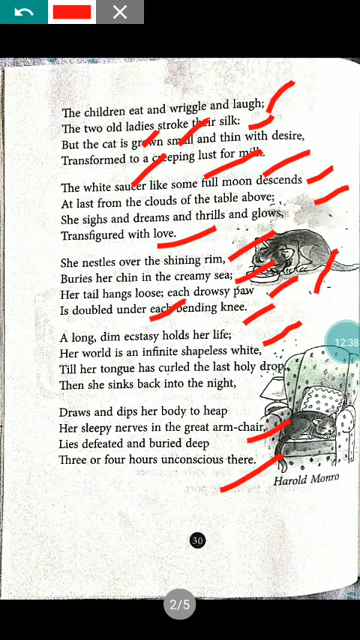 The children eat and wriggle and laugh;
The two old ladies stroke their silk:
But the cat is grown small and thin with desire,
Transformed to a creeping lust for milk.
The white saucer like some full moon descends
At last from the clouds of the table above;
She sighs and dreams and thrills and glows,
Transfigured with love.
She nestles over the shining rim,
Buries her chin in the creamy sea;
Her tail hangs loose; each drowsy paw
Is doubled under each bending knee.
A long, dim ecstasy holds her life;
Her world is an infinite shapeless white,
Till her tongue has curled the last holy drop,
Then she sinks back into the night,
Draws and dips her body to heap
Her sleepy nerves in the great arm-chair,
Lies defeated and buried deep
Three or four hours unconscious there.
Harold Monro
30
12:38
2/5